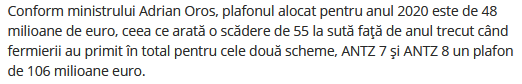 Conform ministrului Adrian Oros, plafonul alocat pentru anul 2020 este de 48
milioane de euro, ceea ce arată o scădere de 55 la sută faţă de anul trecut când
fermierii au primit în total pentru cele două scheme, ANTZ 7 şi ANTZ 8 un plafon
de 106 milioane euro.